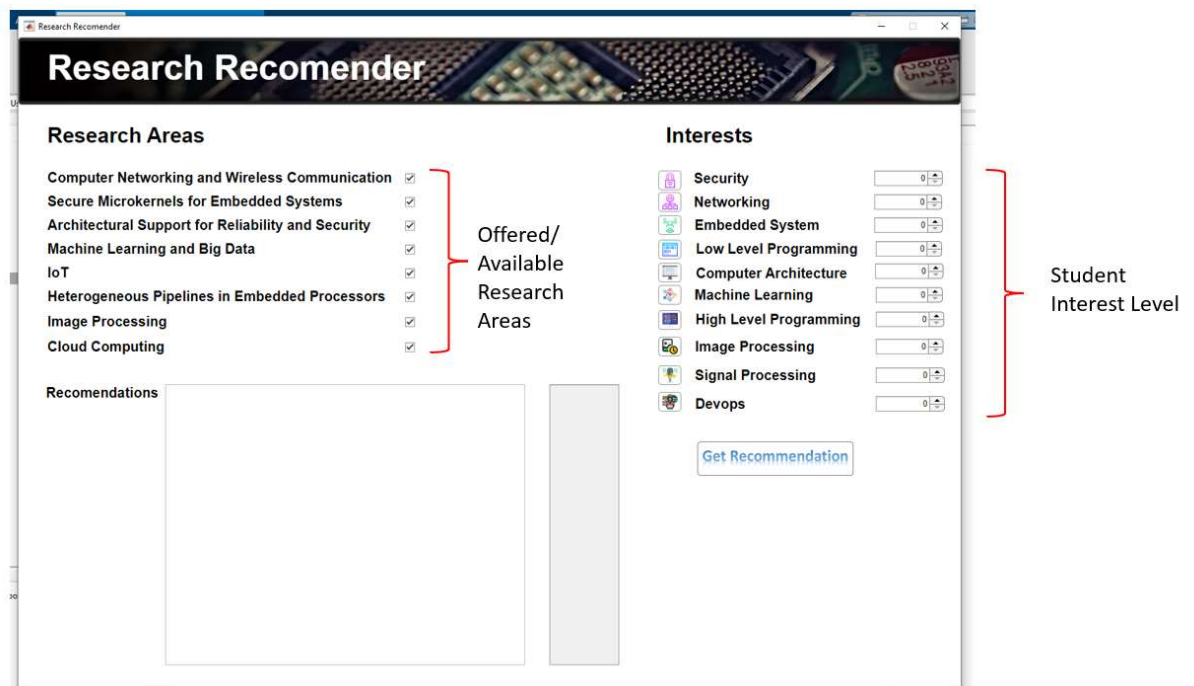 Research Recomender
Research Recomender
Research Areas
Computer Networking and Wireless Communication
Secure Microkernels for Embedded Systems
Architectural Support for Reliability and Security
Machine Learning and Big Data
IoT
Heterogeneous Pipelines in Embedded Processors
Image Processing
Cloud Computing
Offered/
Available
Research
Areas
Recomendations
Interests
Security 0
Networking 0
Embedded System 0
Low Level Programming 0
Computer Architecture 0
Machine Learning 0
High Level Programming 0
Image Processing 0
Signal Processing 0
Devops 0
Get Recommendation
Student
Interest Level